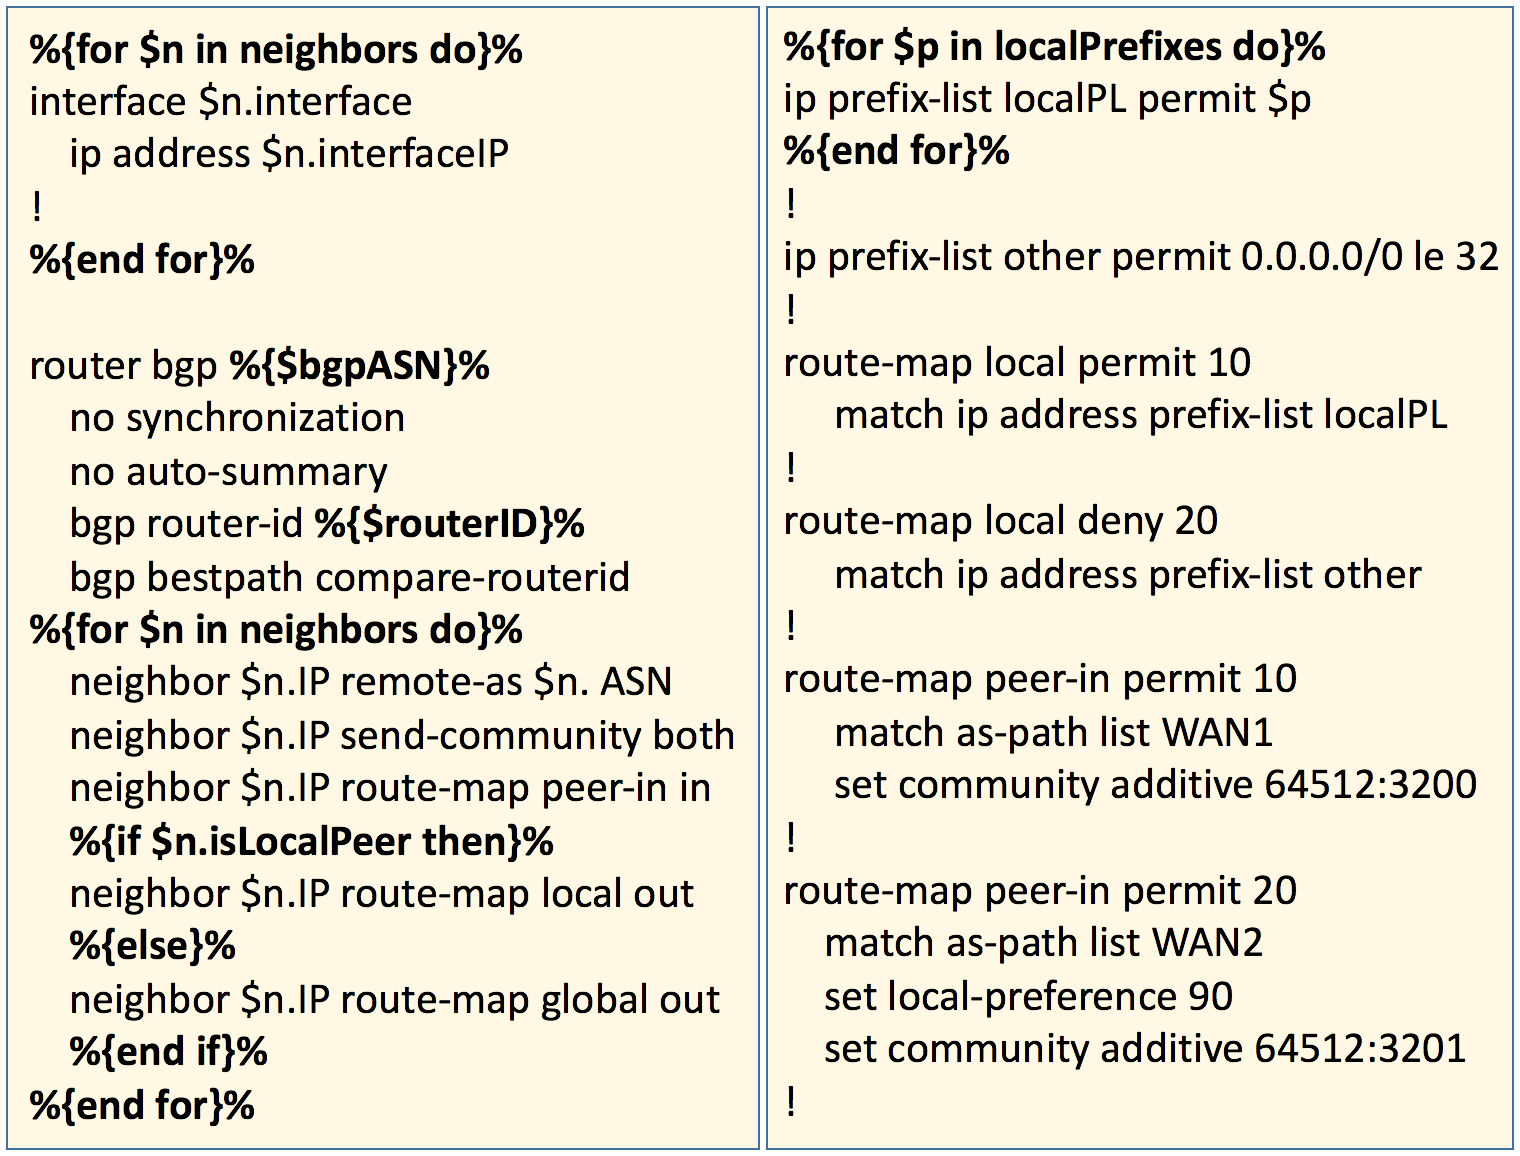 %{for $n in neighbors do}%
interface $n.interface
ip address $n.interfaceIP
!
%{end for}%
router bgp %{$bgpASN}%
no synchronization
no auto-summary
bgp router-id %{$routerID}%
bgp bestpath compare-routerid
%{for $n in neighbors do}%
neighbor $n.IP remote-as $n. ASN
neighbor $n.IP send-community both
neighbor $n.IP route-map peer-in in
%{if $n.isLocalPeer then}%
neighbor $n.IP route-map local out
%{else}%
neighbor $n.IP route-map global out
%{end if}%
%{end for}%
%{for $p in localPrefixes do}%
ip prefix-list localPL permit $p
%{end for}%
!
ip prefix-list other permit 0.0.0.0/0 le 32
!
route-map local permit 10
match ip address prefix-list localPL
!
route-map local deny 20
match ip address prefix-list other
!
route-map peer-in permit 10
match as-path list WAN1
set community additive 64512:3200
!
route-map peer-in permit 20
match as-path list WAN2
set local-preference 90
set community additive 64512:3201
!